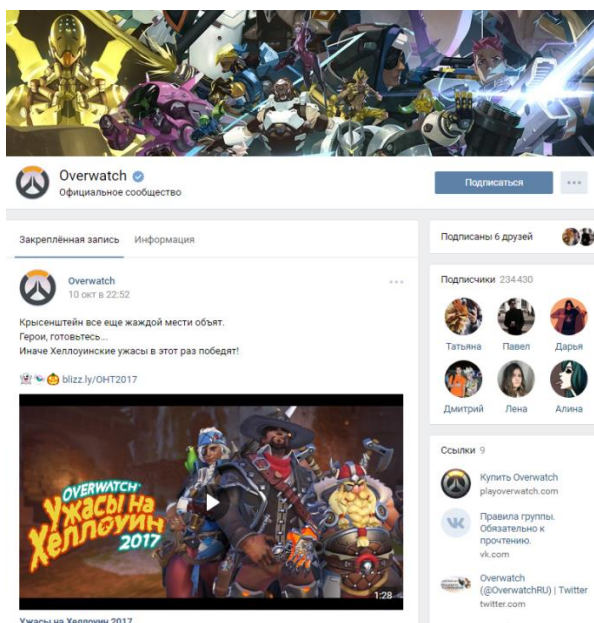 Overwatch
Официальное сообщество
Подписаться
Закреплённая запись Информация
Overwatch
10 окт в 22:52
Крысенштейн все еще жаждой мести объят.
Герои, готовьтесь...
Иначе Хеллоуинские ужасы в этот раз победят!
blizz.ly/OHT2017
OVERWATCH
Ужасы на
Хеллоуин
2017
1:28
Ужасы на Хеллоуин 2017
Подписаны 6 друзей
Подписчики 234 430
Татьяна Павел Дарья
Дмитрий Лена Алина
Ссылки 9
Купить Overwatch
playoverwatch.com
Правила группы.
Обязательно к
прочтению.
vk.com
Overwatch
(@OverwatchRU) | Twitter
twitter.com